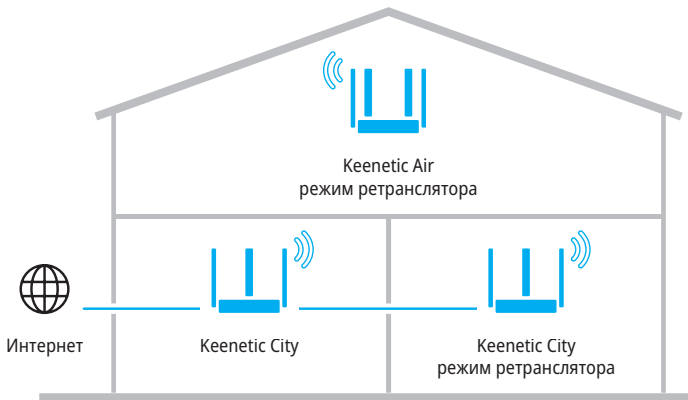 Keenetic Air
режим ретранслятора
Интернет
Keenetic City
Keenetic City
режим ретранслятора